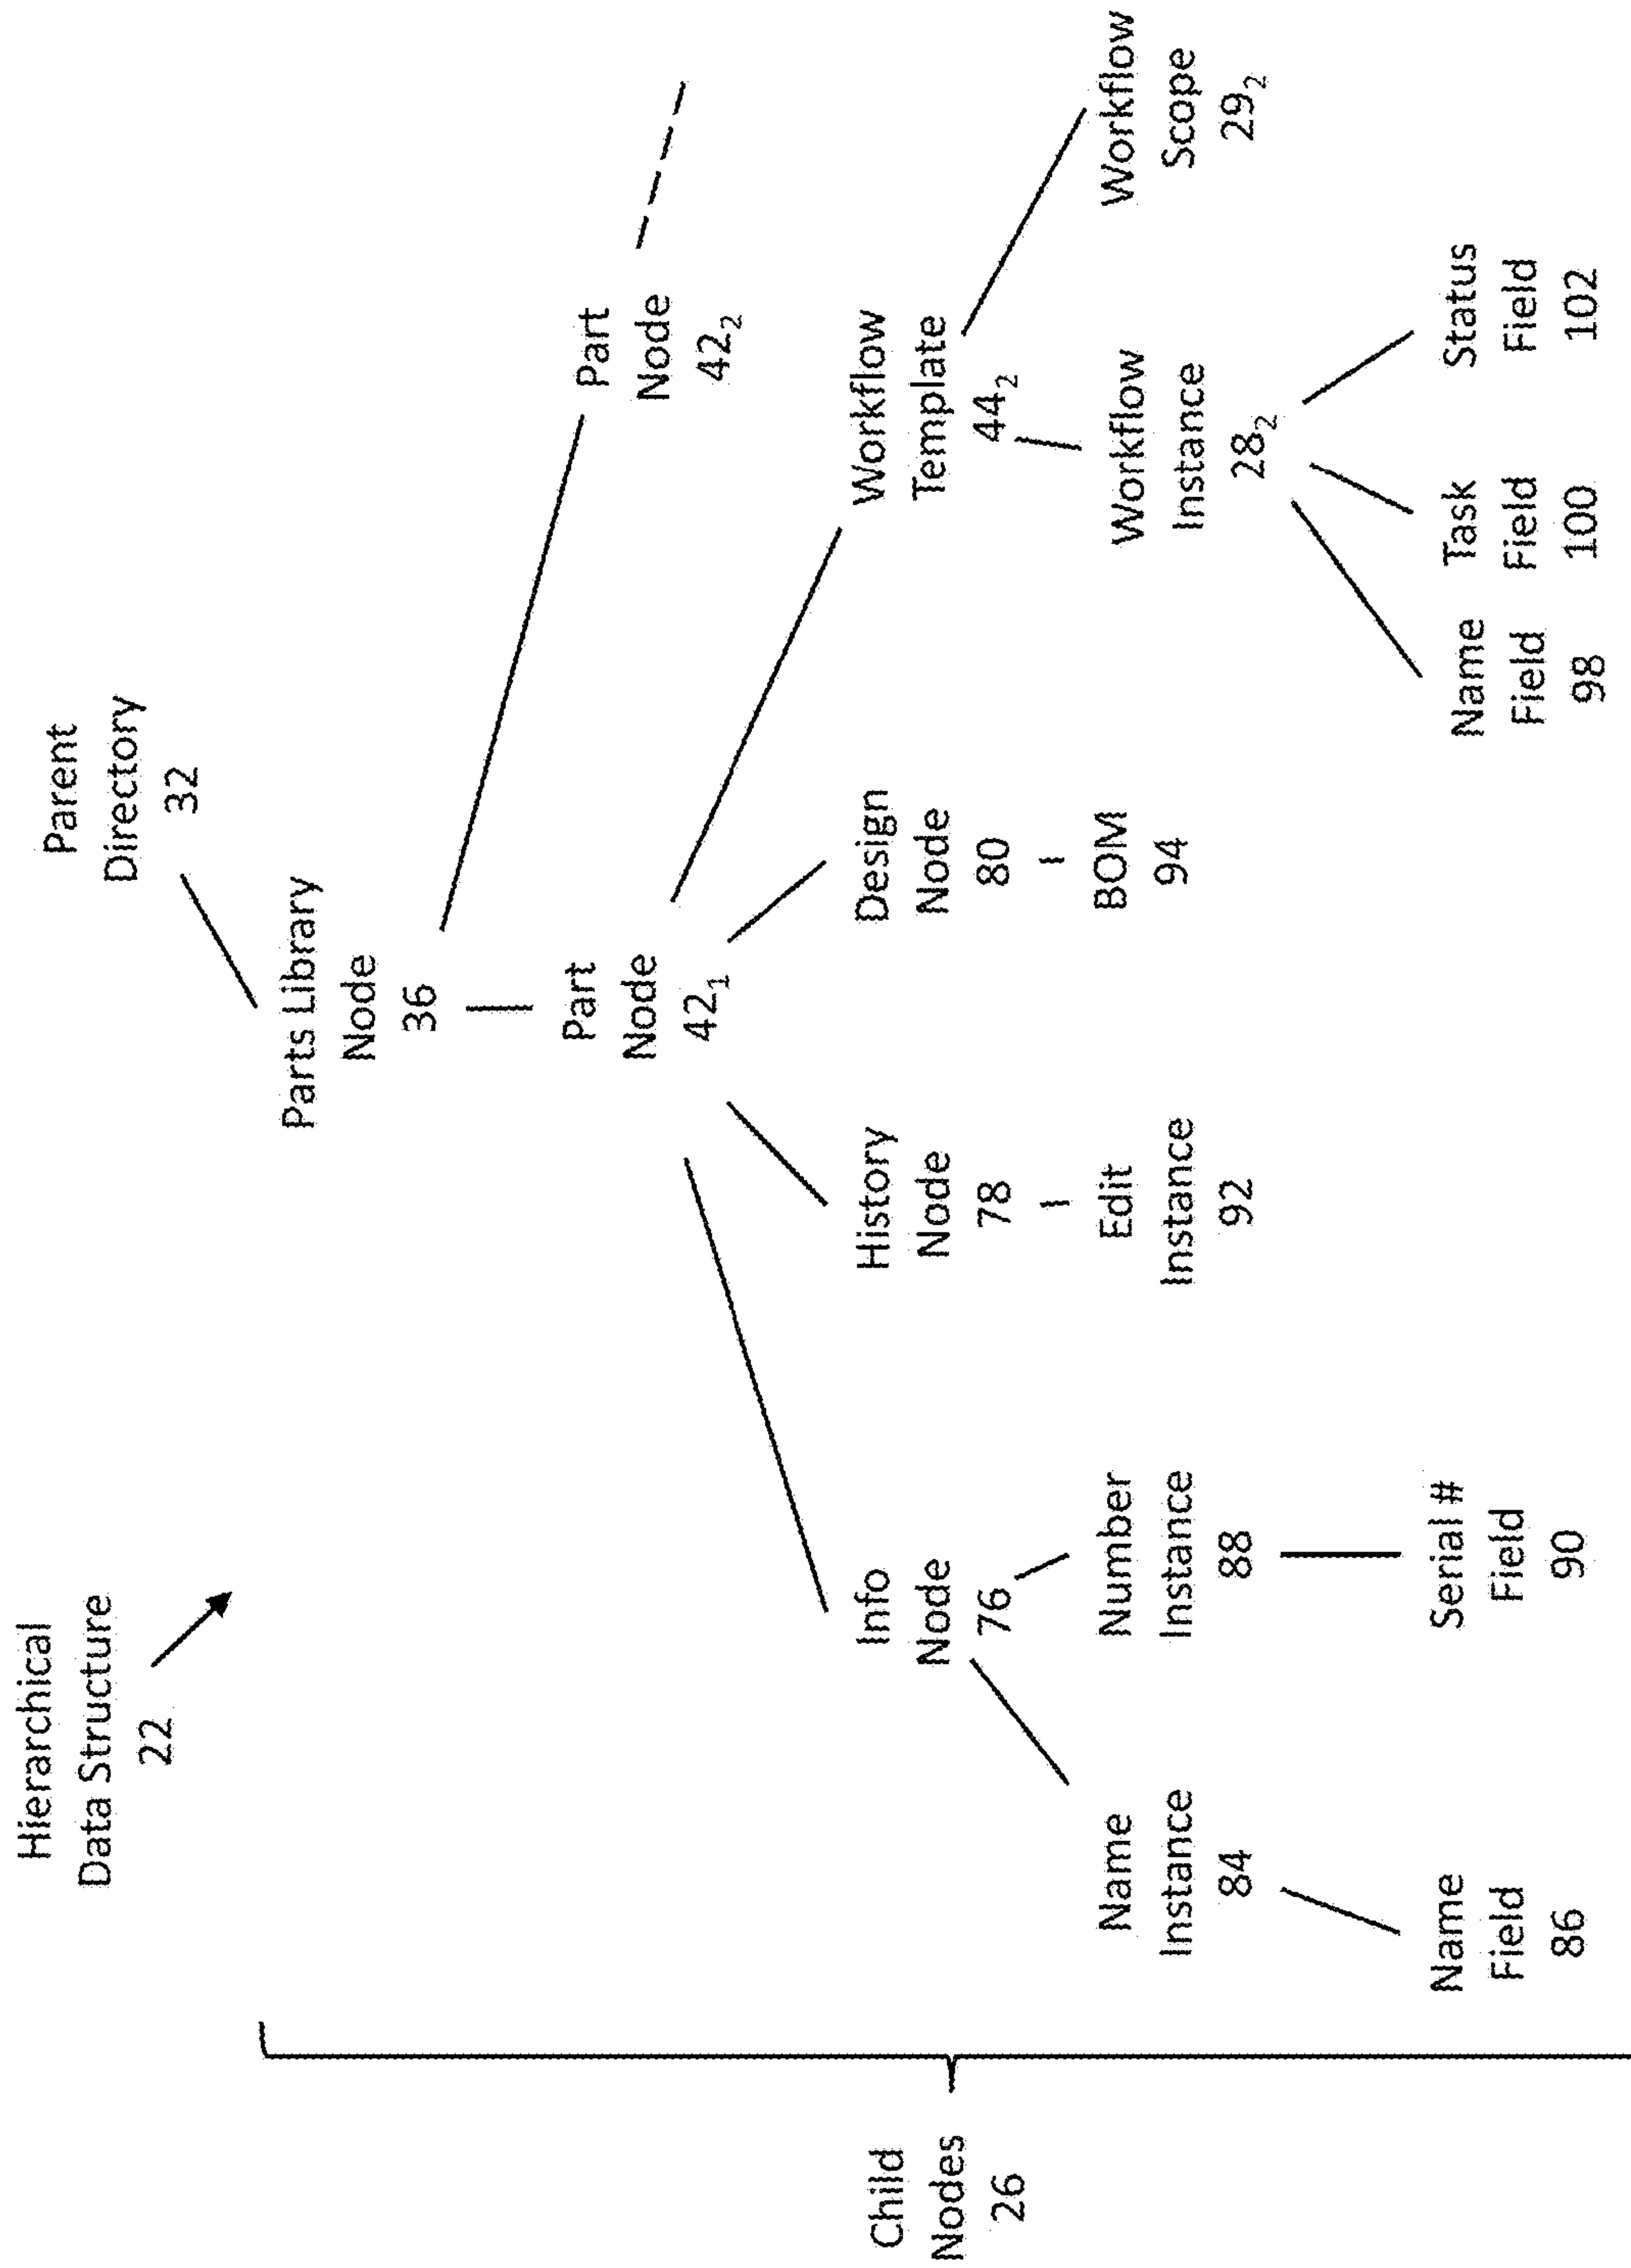 Hierarchical
Data Structure
22
Parent
Directory
32
Parts Library
Node
36
Part
Node
42₁
Part
Node
42₂
Child
Nodes
26
Info
Node
76
History
Node
78
Design
Node
80
Workflow
Template
44₂
Name
Instance
84
Number
Instance
88
Edit
Instance
92
BOM
94
Workflow
Instance
28₂
Workflow
Scope
29₂
Name
Field
86
Serial #
Field
90
Name
Field
98
Task
Field
100
Status
Field
102